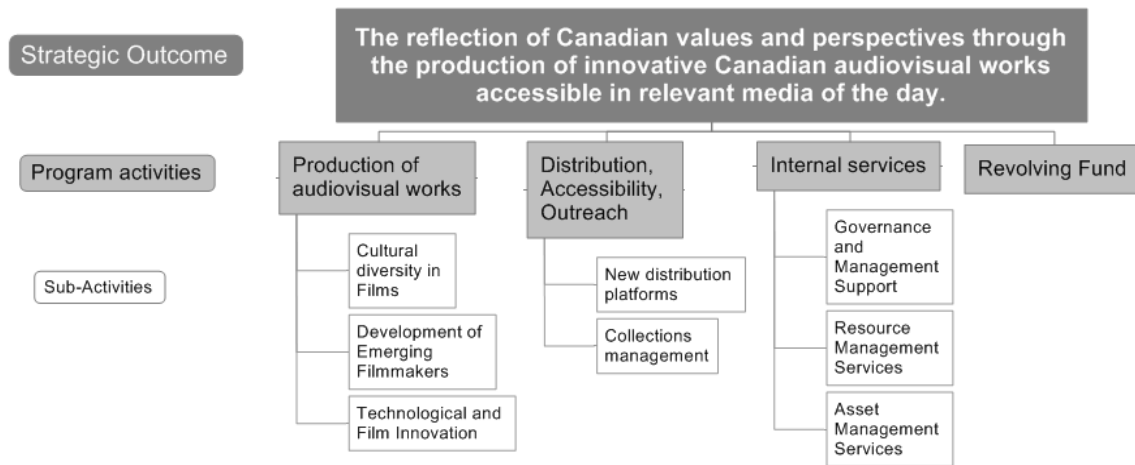 Strategic Outcome
The reflection of Canadian values and perspectives through
the production of innovative Canadian audiovisual works
accessible in relevant media of the day.
Program activities
Production of
audiovisual works
Distribution,
Accessibility,
Outreach
Internal services
Revolving Fund
Sub-Activities
Cultural
diversity in
Films
Development of
Emerging
Filmmakers
Technological and
Film Innovation
New distribution
platforms
Collections
management
Governance
and
Management
Support
Resource
Management
Services
Asset
Management
Services